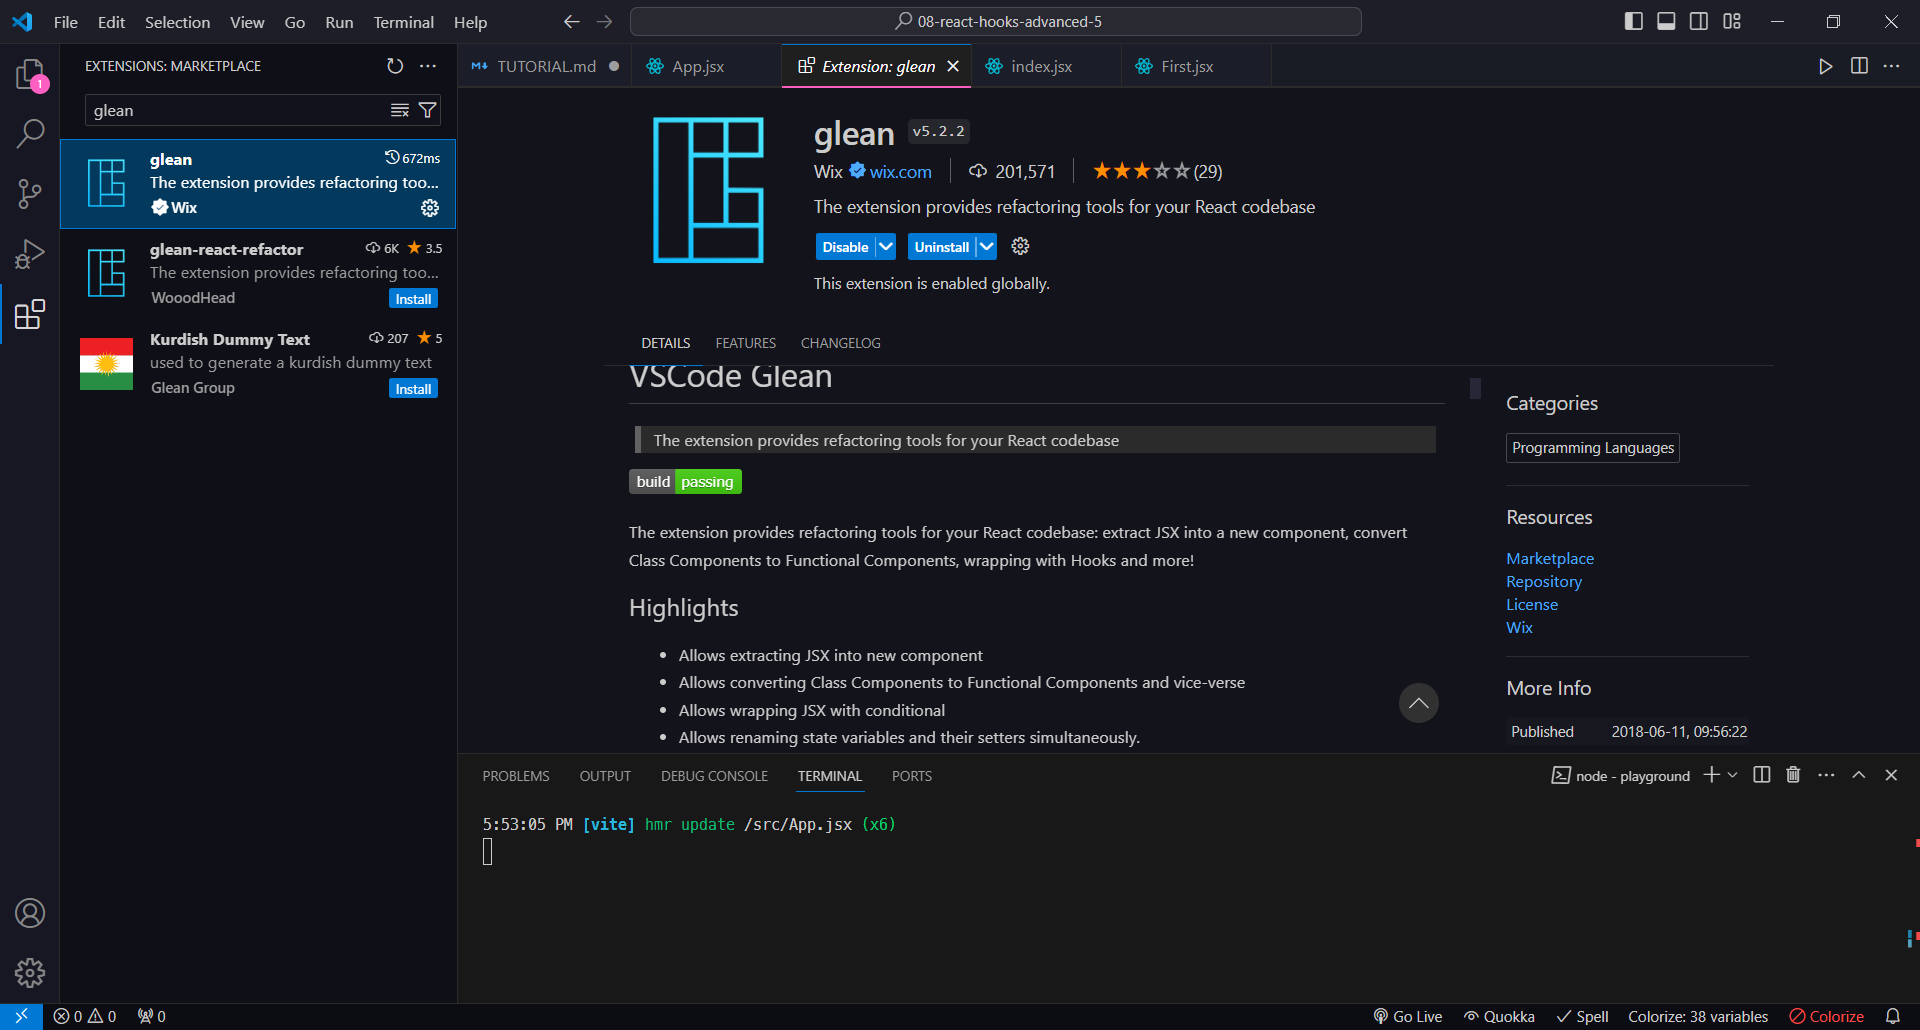 File Edit Selection View Go Run Terminal Help
08-react-hooks-advanced-5
EXTENSIONS: MARKETPLACE
1
glean
glean
672ms
The extension provides refactoring too...
Wix
glean-react-refactor
6K 3.5
The extension provides refactoring too...
WooodHead
Install
Kurdish Dummy Text
207 5
used to generate a kurdish dummy text
Glean Group
Install
TUTORIAL.md
App.jsx
Extension: glean
index.jsx
First.jsx
glean v5.2.2
Wix wix.com 201,571 (29)
The extension provides refactoring tools for your React codebase
Disable Uninstall
This extension is enabled globally.
DETAILS FEATURES CHANGELOG
VSCode Glean
The extension provides refactoring tools for your React codebase
build passing
The extension provides refactoring tools for your React codebase: extract JSX into a new component, convert
Class Components to Functional Components, wrapping with Hooks and more!
Highlights
• Allows extracting JSX into new component
• Allows converting Class Components to Functional Components and vice-verse
• Allows wrapping JSX with conditional
• Allows renaming state variables and their setters simultaneously.
Categories
Programming Languages
Resources
Marketplace
Repository
License
Wix
More Info
Published 2018-06-11, 09:56:22
PROBLEMS OUTPUT DEBUG CONSOLE TERMINAL PORTS
node - playground
5:53:05 PM [vite] hmr update /src/App.jsx (x6)
0 0 0
Go Live Quokka Spell Colorize: 38 variables Colorize